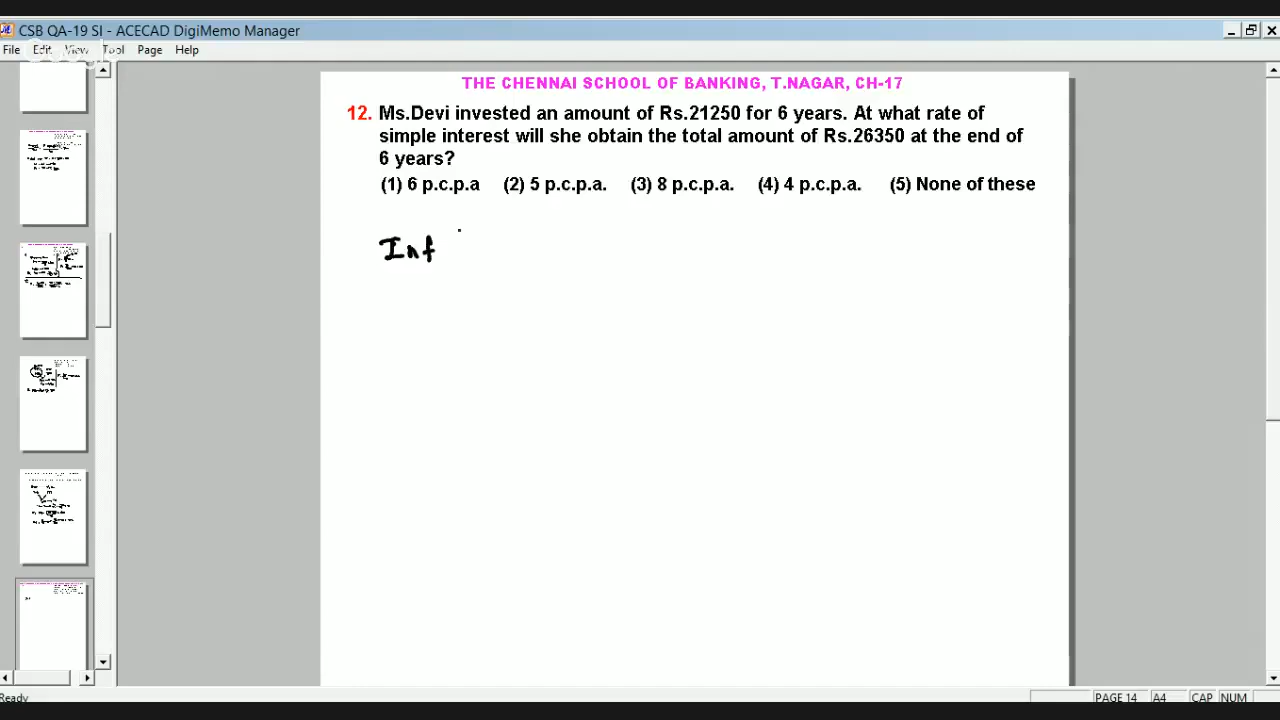 CSB QA-19 SI - ACECAD DigiMemo Manager
File Edit View Tool Page Help
THE CHENNAI SCHOOL OF BANKING, T.NAGAR, CH-17
12. Ms.Devi invested an amount of Rs.21250 for 6 years. At what rate of
simple interest will she obtain the total amount of Rs.26350 at the end of
6 years?
(1) 6 p.c.p.a (2) 5 p.c.p.a. (3) 8 p.c.p.a. (4) 4 p.c.p.a. (5) None of these
Inf
Ready PAGE 14 A4 CAP NUM